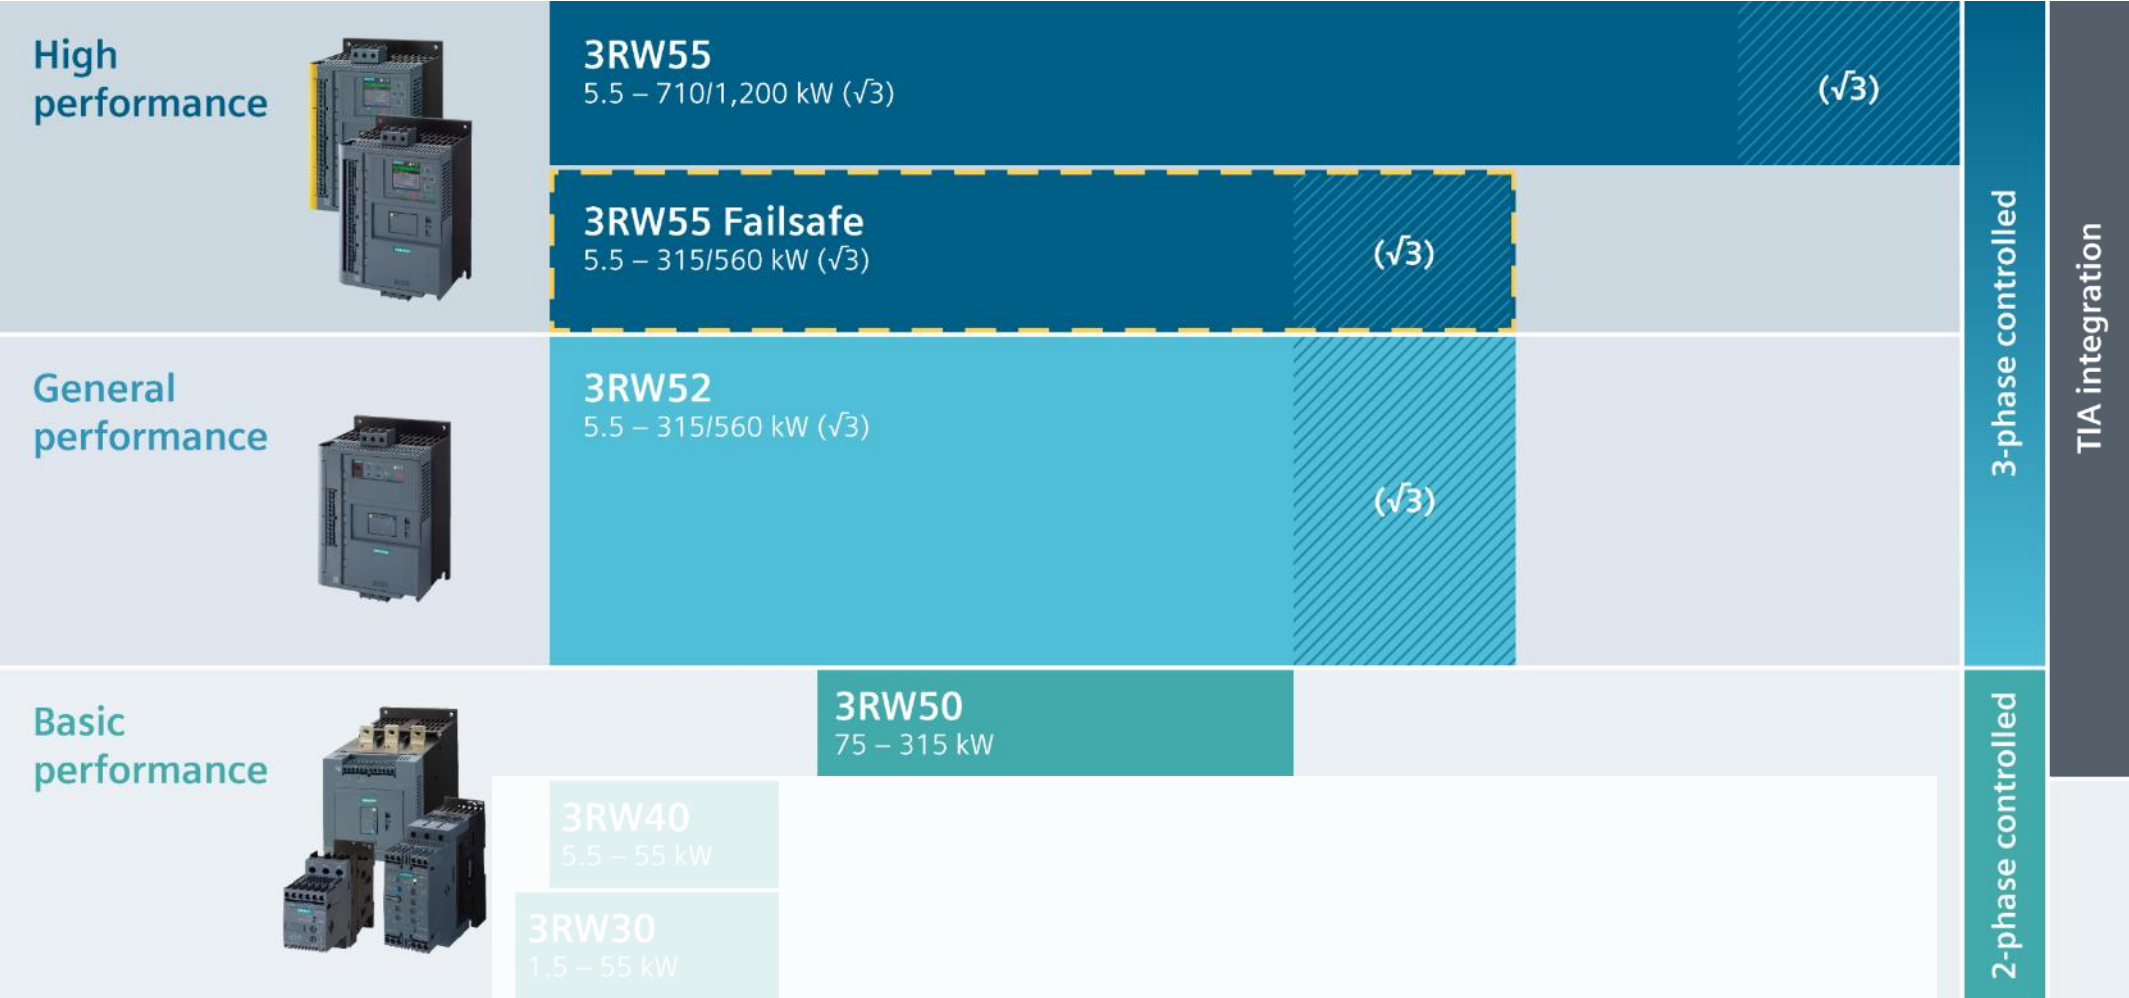 High
performance
3RW55
5.5 – 710/1,200 kW (√3)
(√3)
3RW55 Failsafe
5.5 – 315/560 kW (√3)
(√3)
General
performance
3RW52
5.5 – 315/560 kW (√3)
(√3)
Basic
performance
3RW50
75 – 315 kW
3RW40
5.5 – 55 kW
3RW30
1.5 – 55 kW
3-phase controlled
2-phase controlled
TIA integration